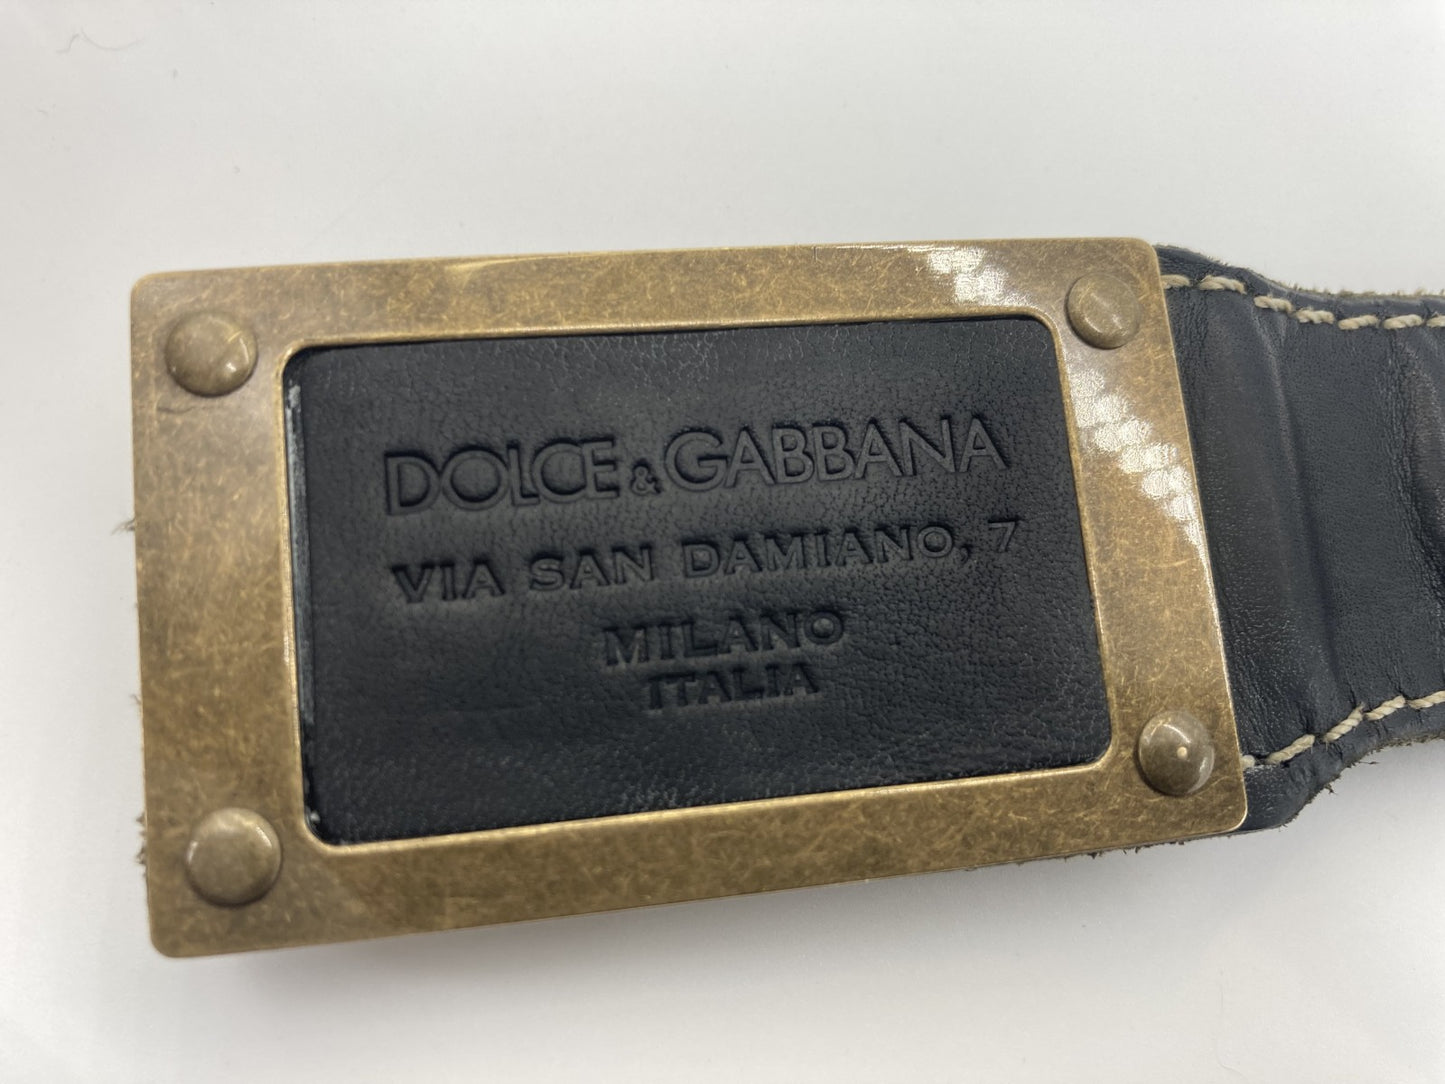 DOLCE & GABBANA
VIA SAN DAMIANO, 7
MILANO
ITALIA